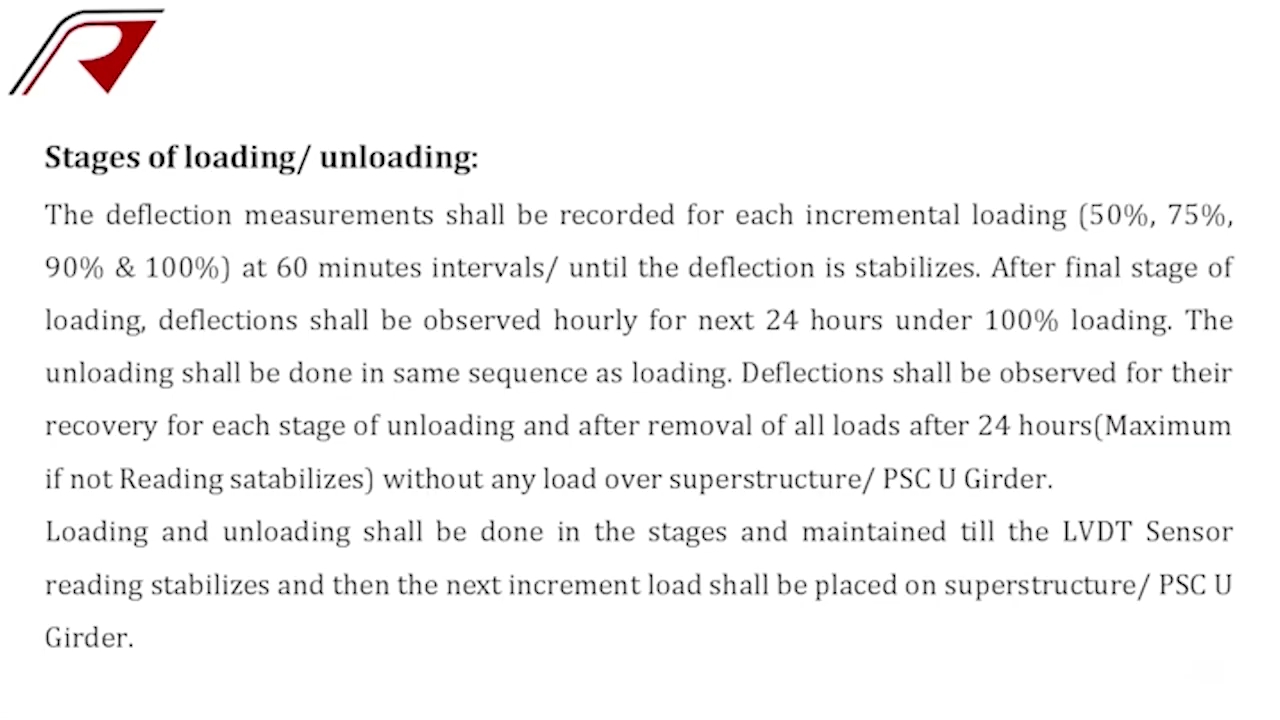 Stages of loading/ unloading:
The deflection measurements shall be recorded for each incremental loading (50%, 75%,
90% & 100%) at 60 minutes intervals/ until the deflection is stabilizes. After final stage of
loading, deflections shall be observed hourly for next 24 hours under 100% loading. The
unloading shall be done in same sequence as loading. Deflections shall be observed for their
recovery for each stage of unloading and after removal of all loads after 24 hours(Maximum
if not Reading satabilizes) without any load over superstructure/ PSC U Girder.
Loading and unloading shall be done in the stages and maintained till the LVDT Sensor
reading stabilizes and then the next increment load shall be placed on superstructure/ PSC U
Girder.